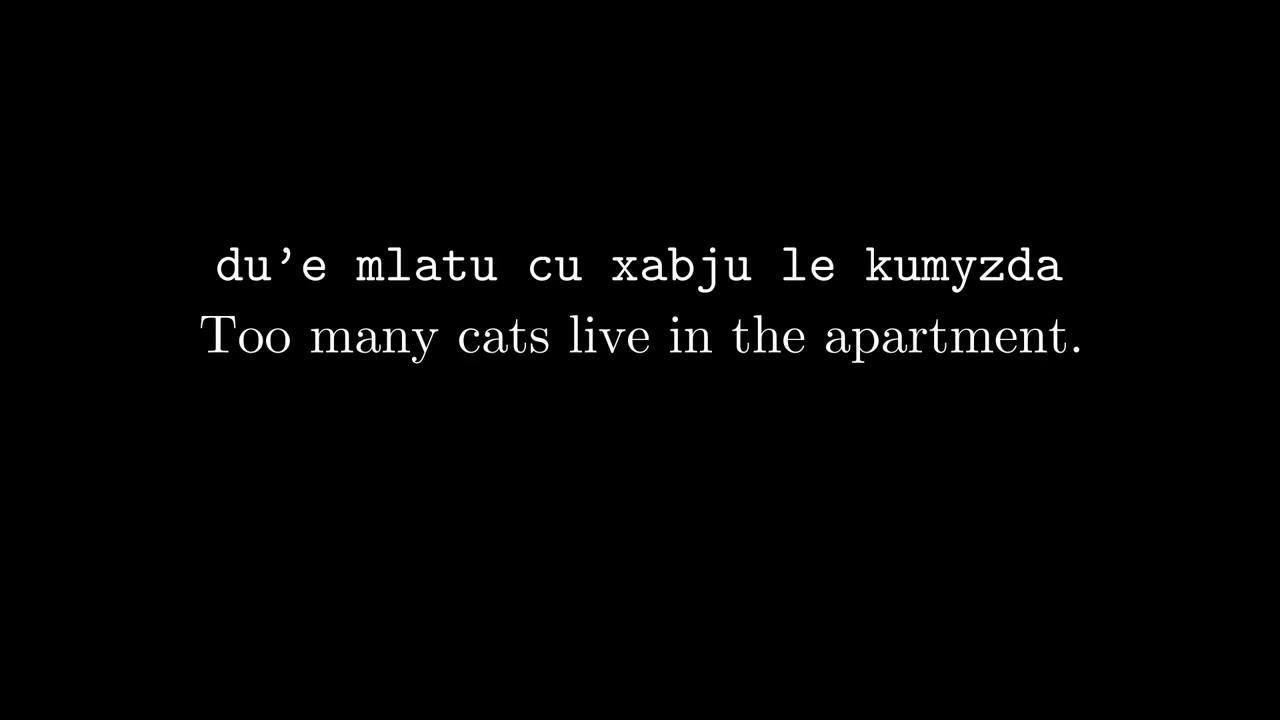 du’e mlatu cu xabju le kumyzda
Too many cats live in the apartment.